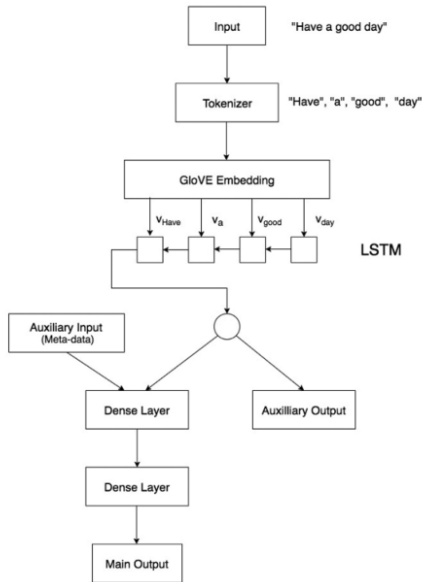 Input
"Have a good day"
Tokenizer
"Have", "a", "good", "day"
GloVE Embedding
vHave
va
vgood
vday
LSTM
Auxiliary Input
(Meta-data)
Dense Layer
Auxilliary Output
Dense Layer
Main Output